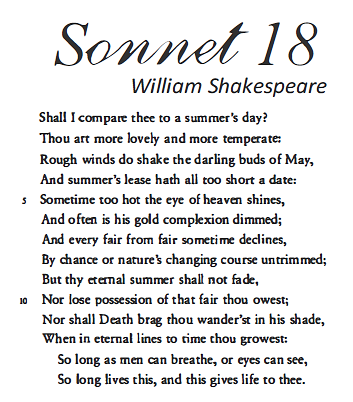 Sonnet 18
William Shakespeare
Shall I compare thee to a summer's day?
Thou art more lovely and more temperate:
Rough winds do shake the darling buds of May,
And summer's lease hath all too short a date:
5 Sometime too hot the eye of heaven shines,
And often is his gold complexion dimmed;
And every fair from fair sometime declines,
By chance or nature's changing course untrimmed;
But thy eternal summer shall not fade,
10 Nor lose possession of that fair thou owest;
Nor shall Death brag thou wander'st in his shade,
When in eternal lines to time thou growest:
So long as men can breathe, or eyes can see,
So long lives this, and this gives life to thee.